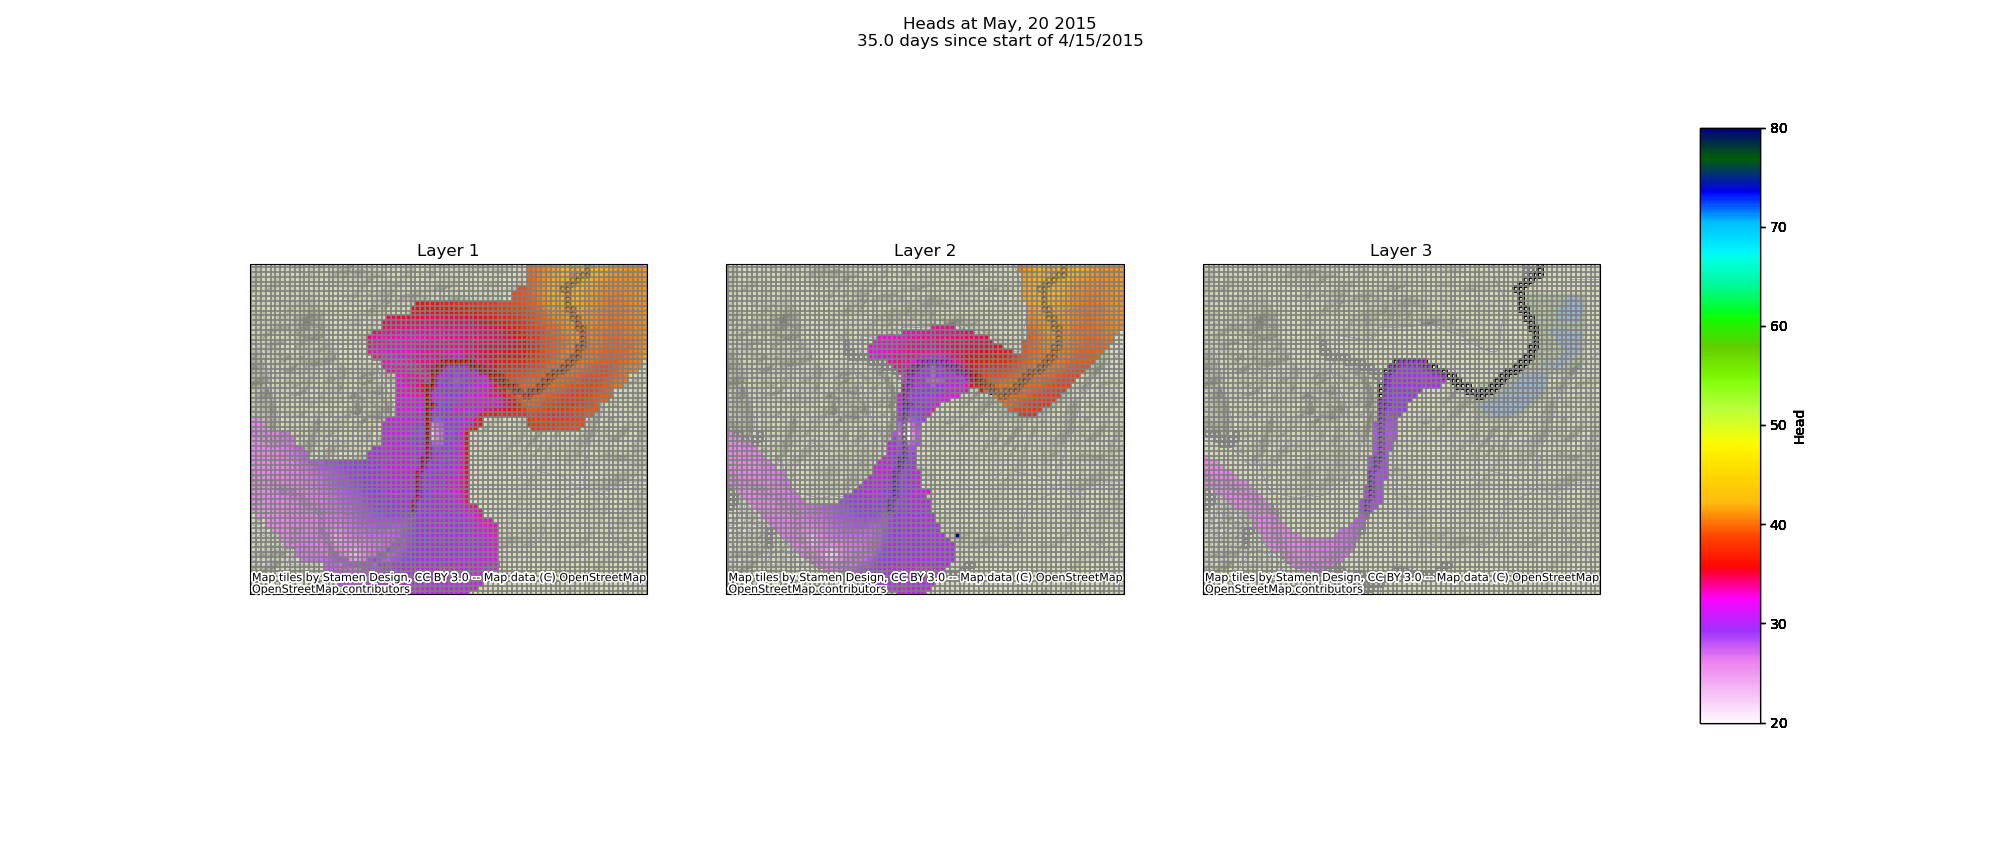 Heads at May, 20 2015
35.0 days since start of 4/15/2015
Layer 1
Layer 2
Layer 3
Map tiles by Stamen Design, CC BY 3.0 -- Map data (C) OpenStreetMap
OpenStreetMap contributors
Map tiles by Stamen Design, CC BY 3.0 -- Map data (C) OpenStreetMap
OpenStreetMap contributors
Map tiles by Stamen Design, CC BY 3.0 -- Map data (C) OpenStreetMap
OpenStreetMap contributors
80
70
60
50
40
30
20
Head